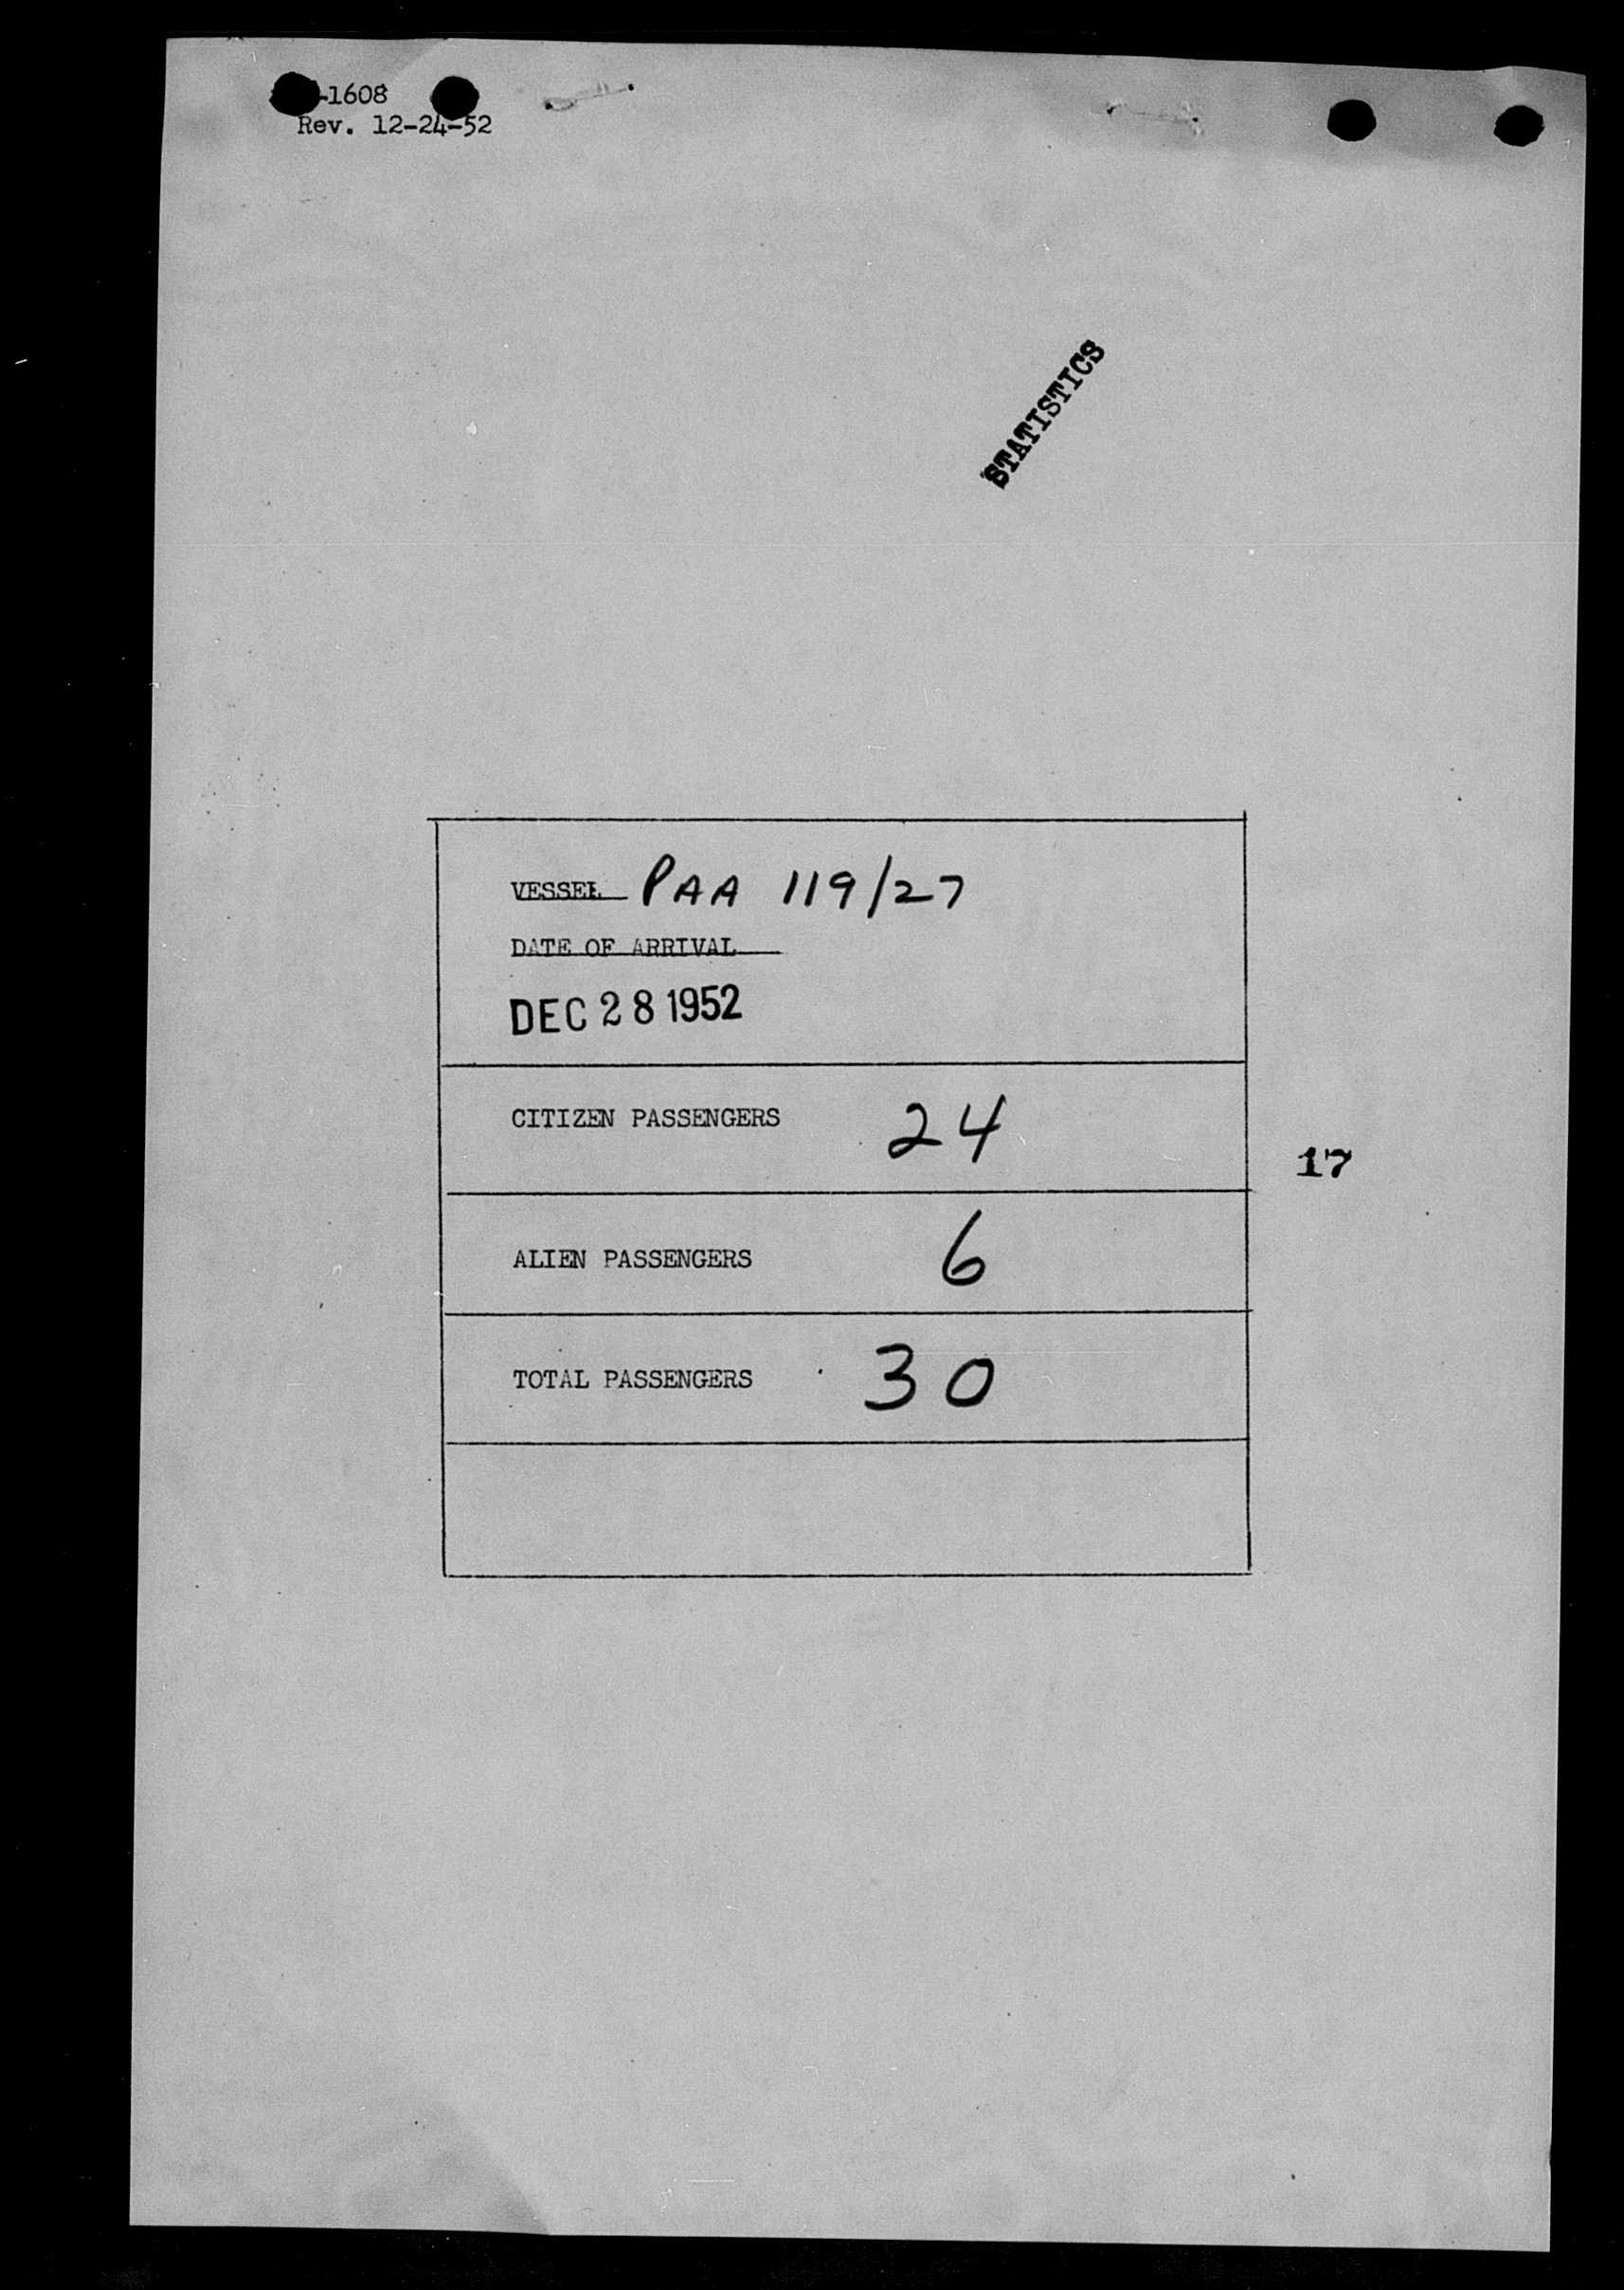 -1608
Rev. 12-24-52
STATISTICS
VESSEL PAA 119/27
DATE OF ARRIVAL
DEC 28 1952
CITIZEN PASSENGERS 24
17
ALIEN PASSENGERS 6
TOTAL PASSENGERS 30